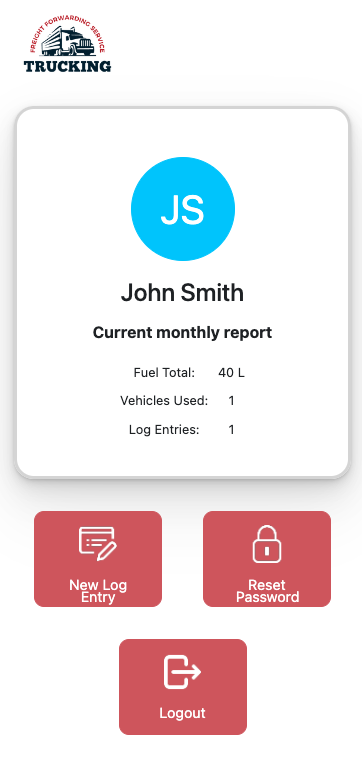 FREIGHT FORWARDING SERVICE
TRUCKING
JS
John Smith
Current monthly report
Fuel Total: 40 L
Vehicles Used: 1
Log Entries: 1
New Log
Entry
Reset
Password
Logout